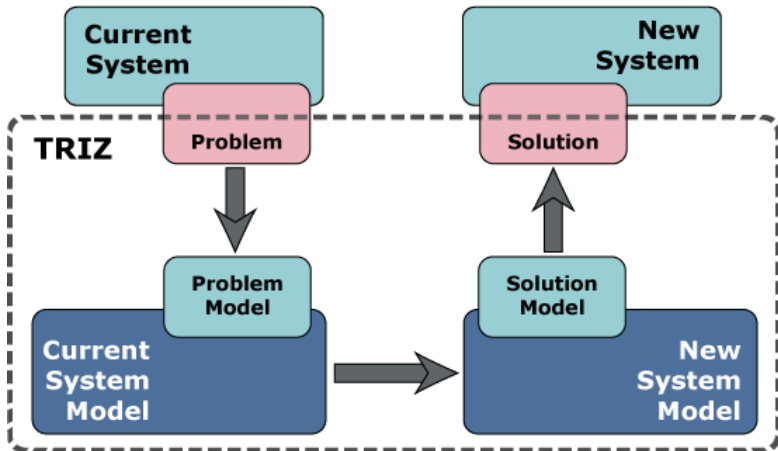 Current
System
New
System
TRIZ
Problem
Solution
Problem
Model
Solution
Model
Current
System
Model
New
System
Model